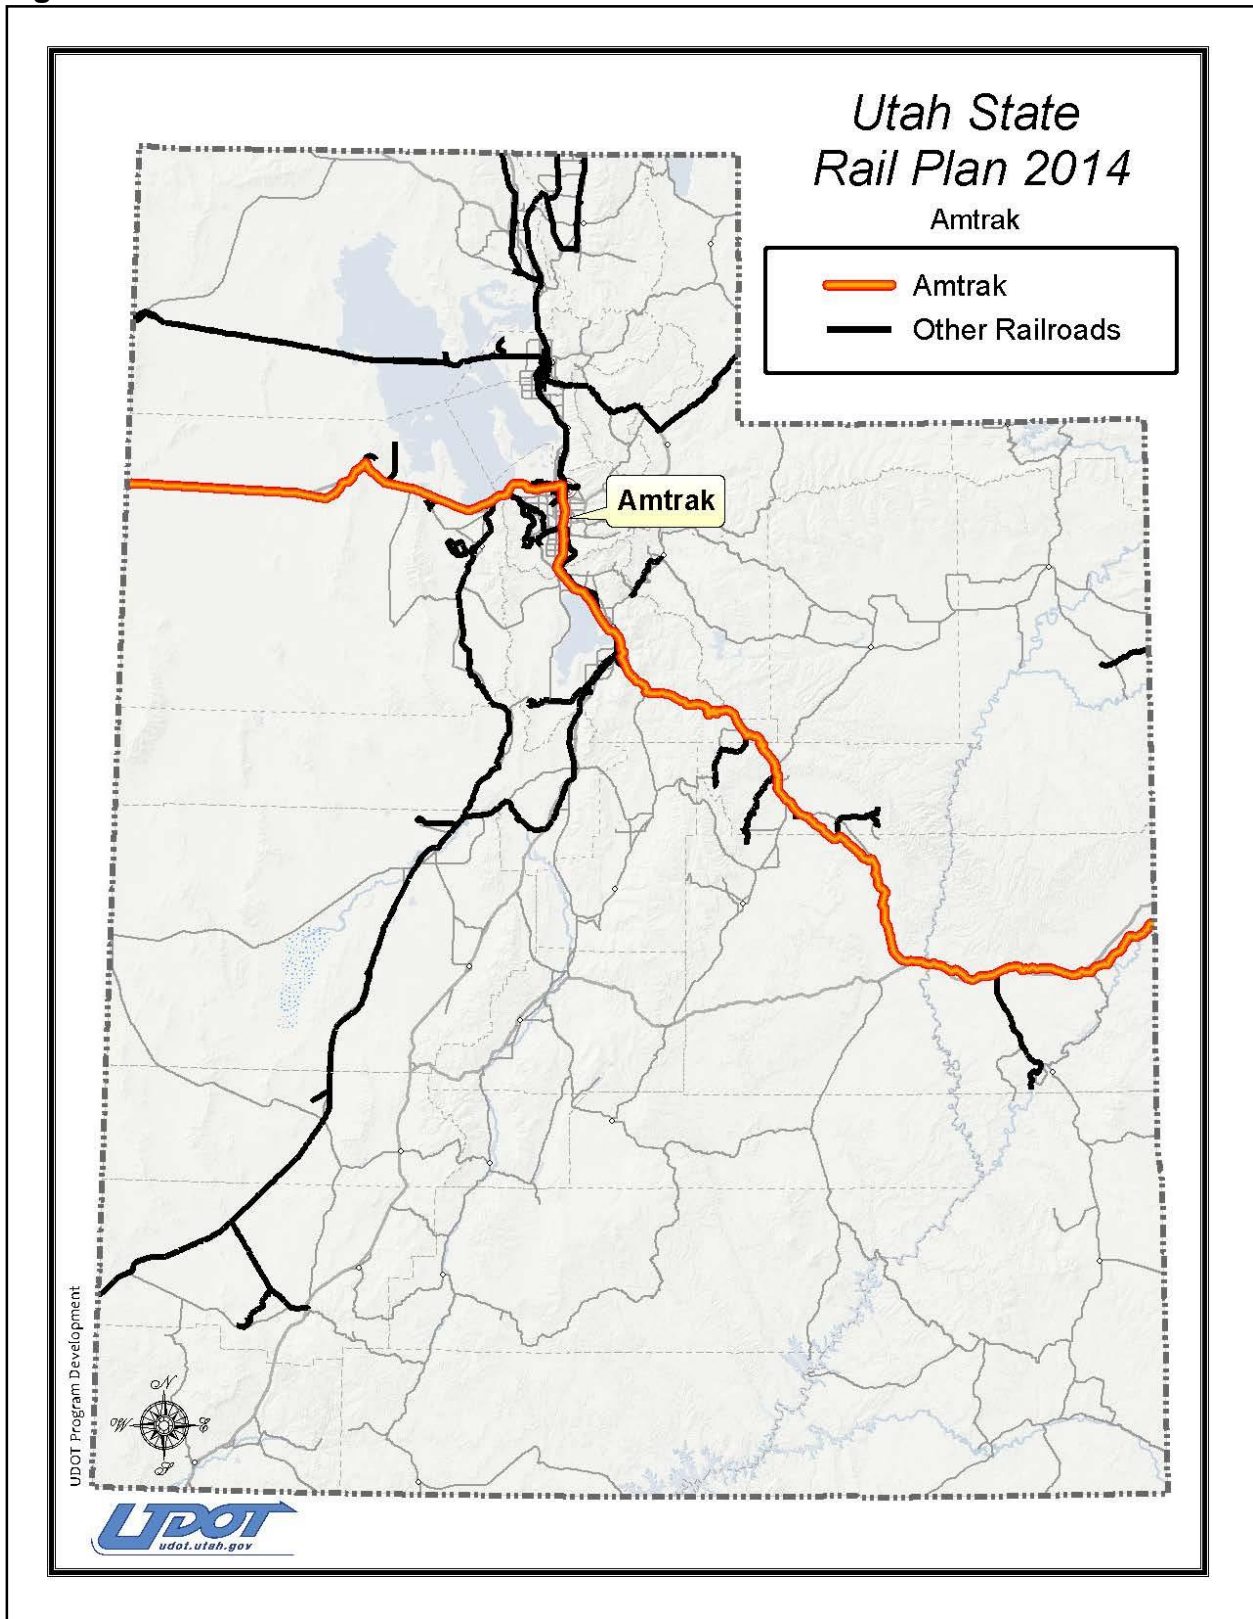 Utah State
Rail Plan 2014
Amtrak
Amtrak
Other Railroads
Amtrak
UDOT Program Development
N
E
S
UDOT
udot.utah.gov